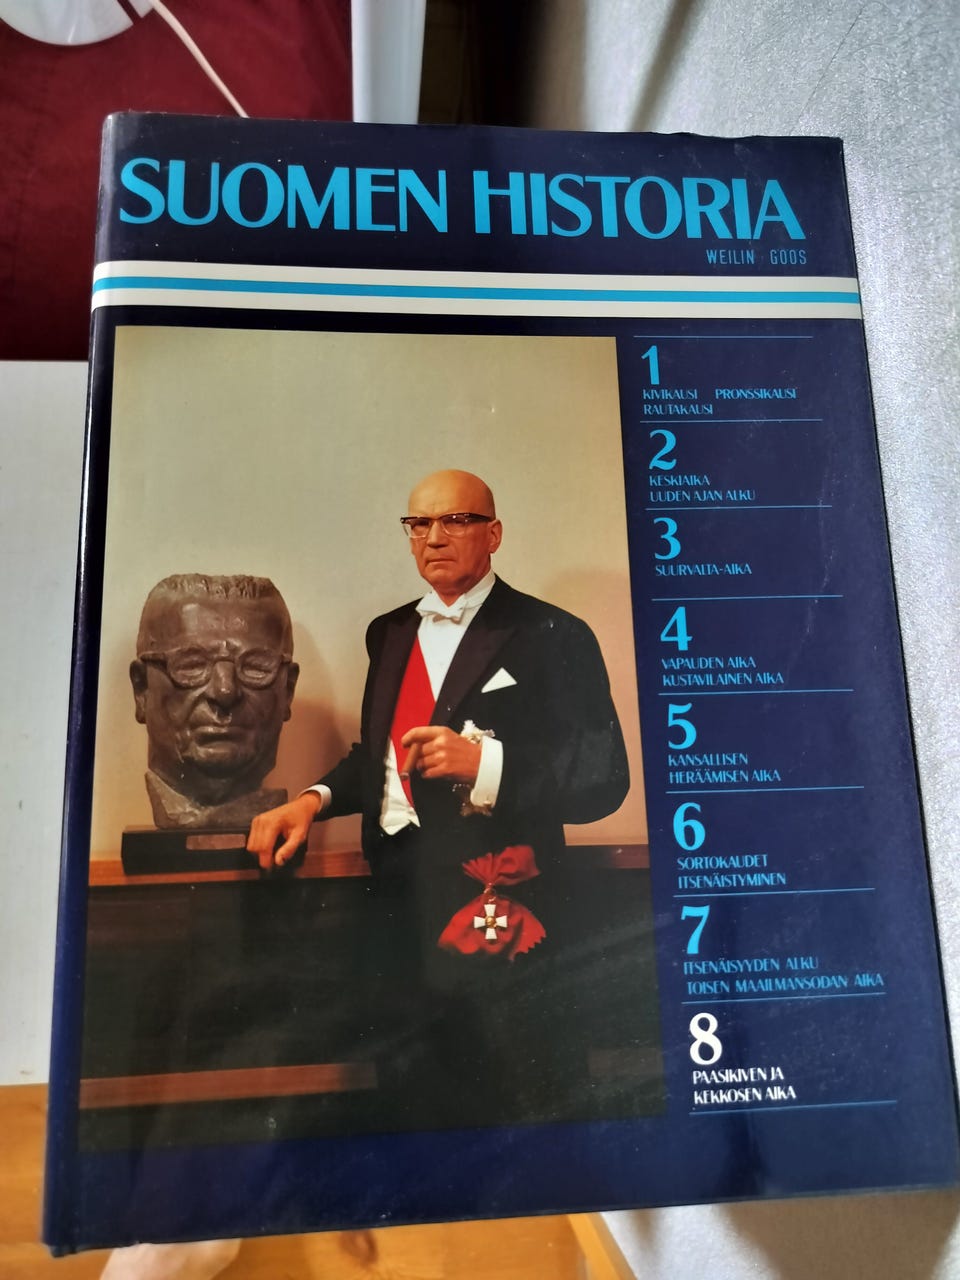 SUOMEN HISTORIA
WEILIN GÖÖS
1
KIVIKAUSI PRONSSIKAUSI
RAUTAKAUSI
2
KESKIAIKA
UUDEN AJAN ALKU
3
SUURVALTA-AIKA
4
VAPAUDEN AIKA
KUSTAVILAINEN AIKA
5
KANSALLISEN
HERÄÄMISEN AIKA
6
SORTOKAUDET
ITSENÄISTYMINEN
7
ITSENÄISYYDEN ALKU
TOISEN MAAILMANSODAN AIKA
8
PAASIKIVEN JA
KEKKOSEN AIKA